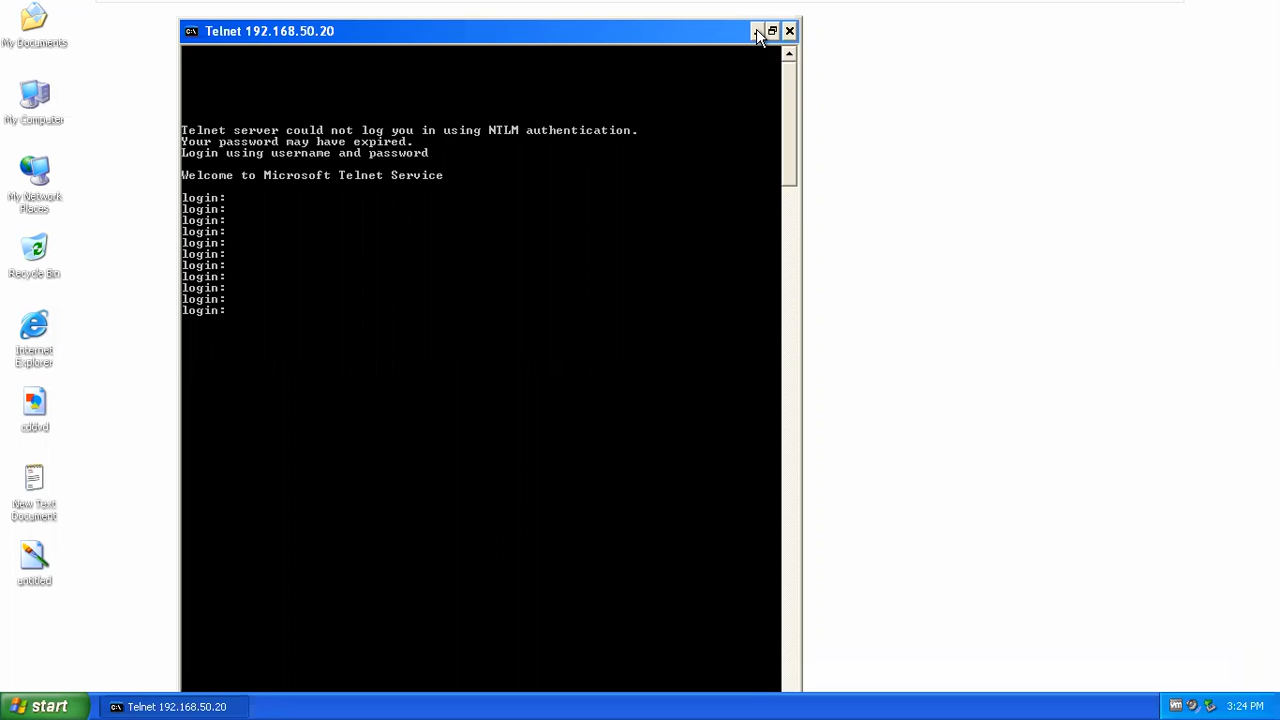 Telnet 192.168.50.20
My Documents
My Computer
My Network
Places
Recycle Bin
Internet
Explorer
cddvd
New Text
Document
untitled
Telnet server could not log you in using NTLM authentication.
Your password may have expired.
Login using username and password
Welcome to Microsoft Telnet Service
login:
login:
login:
login:
login:
login:
login:
login:
login:
login:
login:
start
Telnet 192.168.50.20
3:24 PM